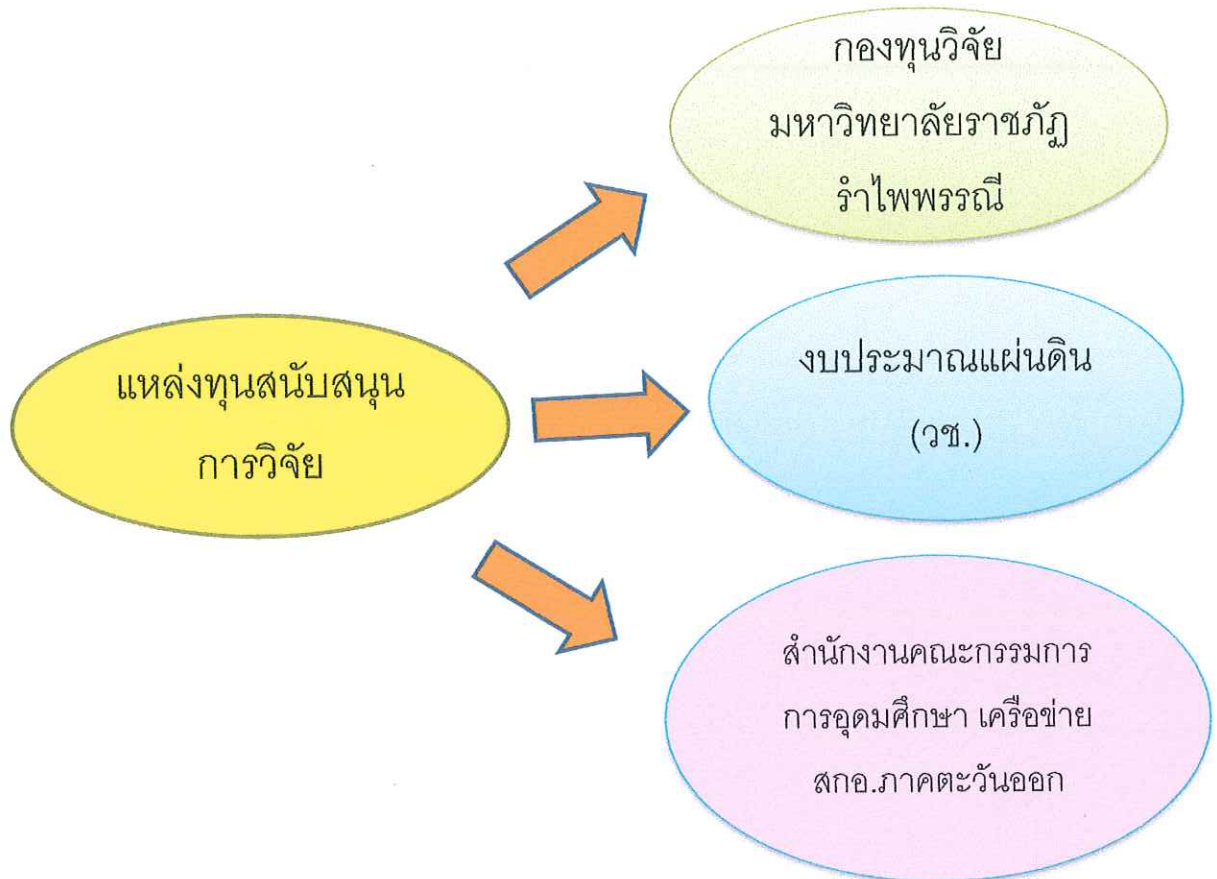 กองทุนวิจัย
มหาวิทยาลัยราชภัฏ
รำไพพรรณี
แหล่งทุนสนับสนุน
การวิจัย
งบประมาณแผ่นดิน
(วช.)
สำนักงานคณะกรรมการ
การอุดมศึกษา เครือข่าย
สกอ.ภาคตะวันออก